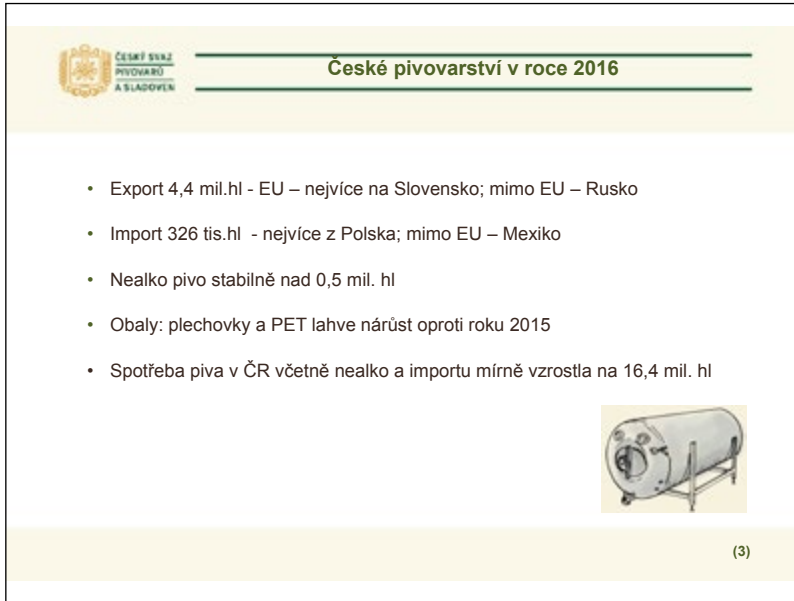 ČESKÝ SVAZ
PIVOVARŮ
A SLADOVEN
České pivovarství v roce 2016
• Export 4,4 mil.hl - EU – nejvíce na Slovensko; mimo EU – Rusko
• Import 326 tis.hl - nejvíce z Polska; mimo EU – Mexiko
• Nealko pivo stabilně nad 0,5 mil. hl
• Obaly: plechovky a PET lahve nárůst oproti roku 2015
• Spotřeba piva v ČR včetně nealko a importu mírně vzrostla na 16,4 mil. hl
(3)